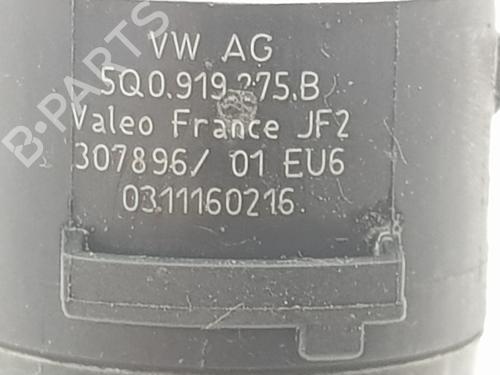 VW AG
5Q0.919.275.B
Valeo France JF2
307896/ 01 EU6
0311160216
B-PARTS